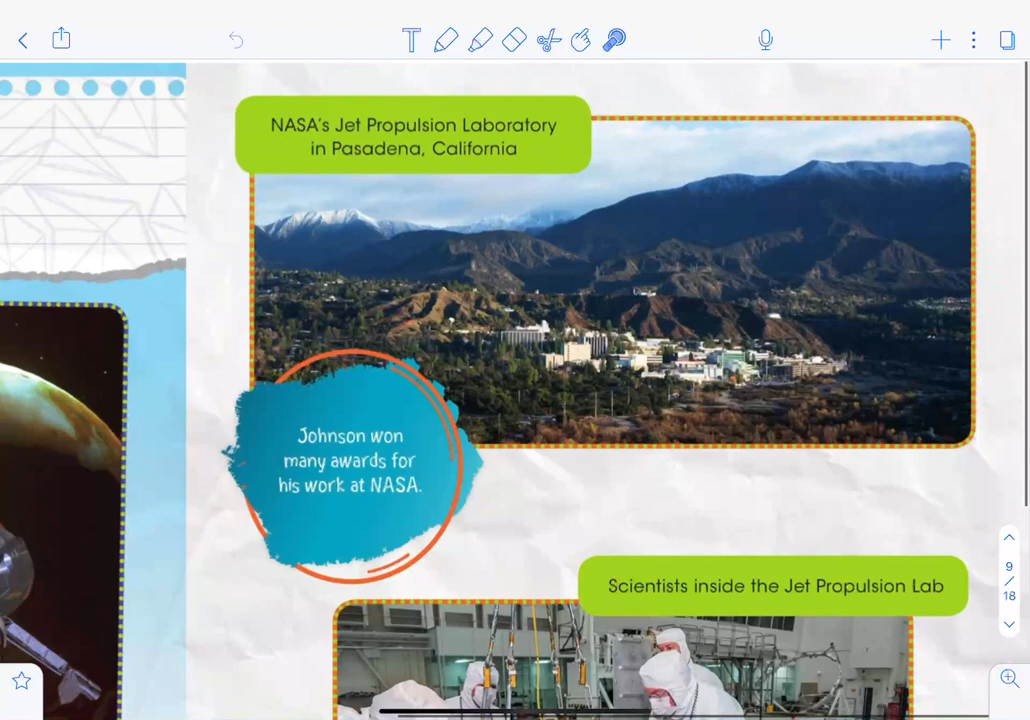 NASA's Jet Propulsion Laboratory
in Pasadena, California
Johnson won
many awards for
his work at NASA.
Scientists inside the Jet Propulsion Lab
9
/
18